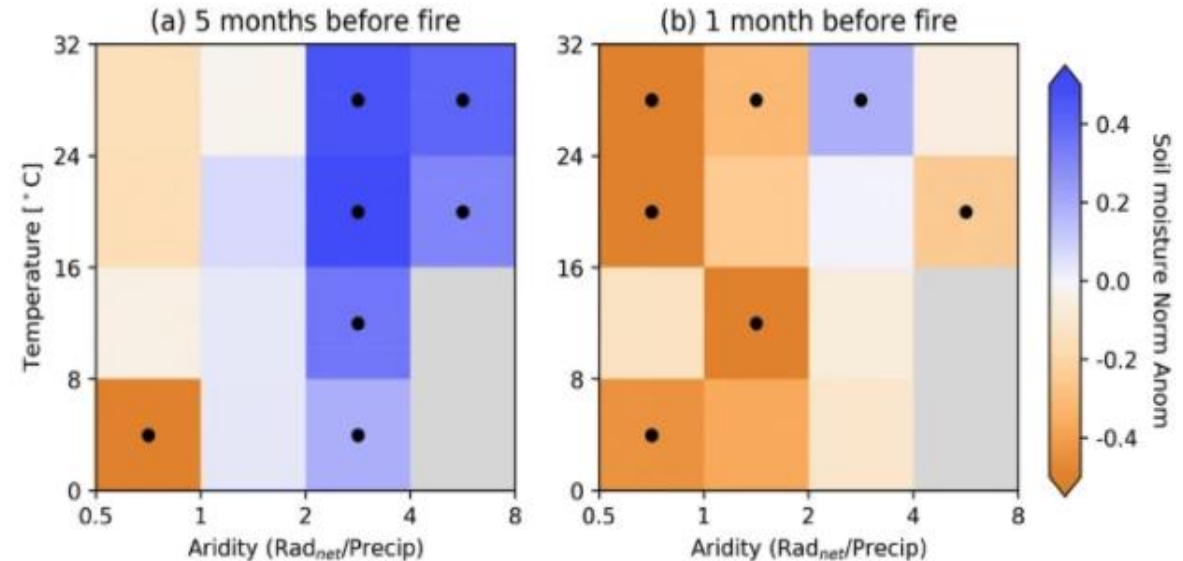 (a) 5 months before fire
(b) 1 month before fire
Temperature [°C]
32
24
16
8
0
0.5 1 2 4 8
Aridity (Rad_net/Precip)
32
24
16
8
0
0.5 1 2 4 8
Aridity (Rad_net/Precip)
0.4
0.2
0.0
-0.2
-0.4
Soil moisture Norm Anom